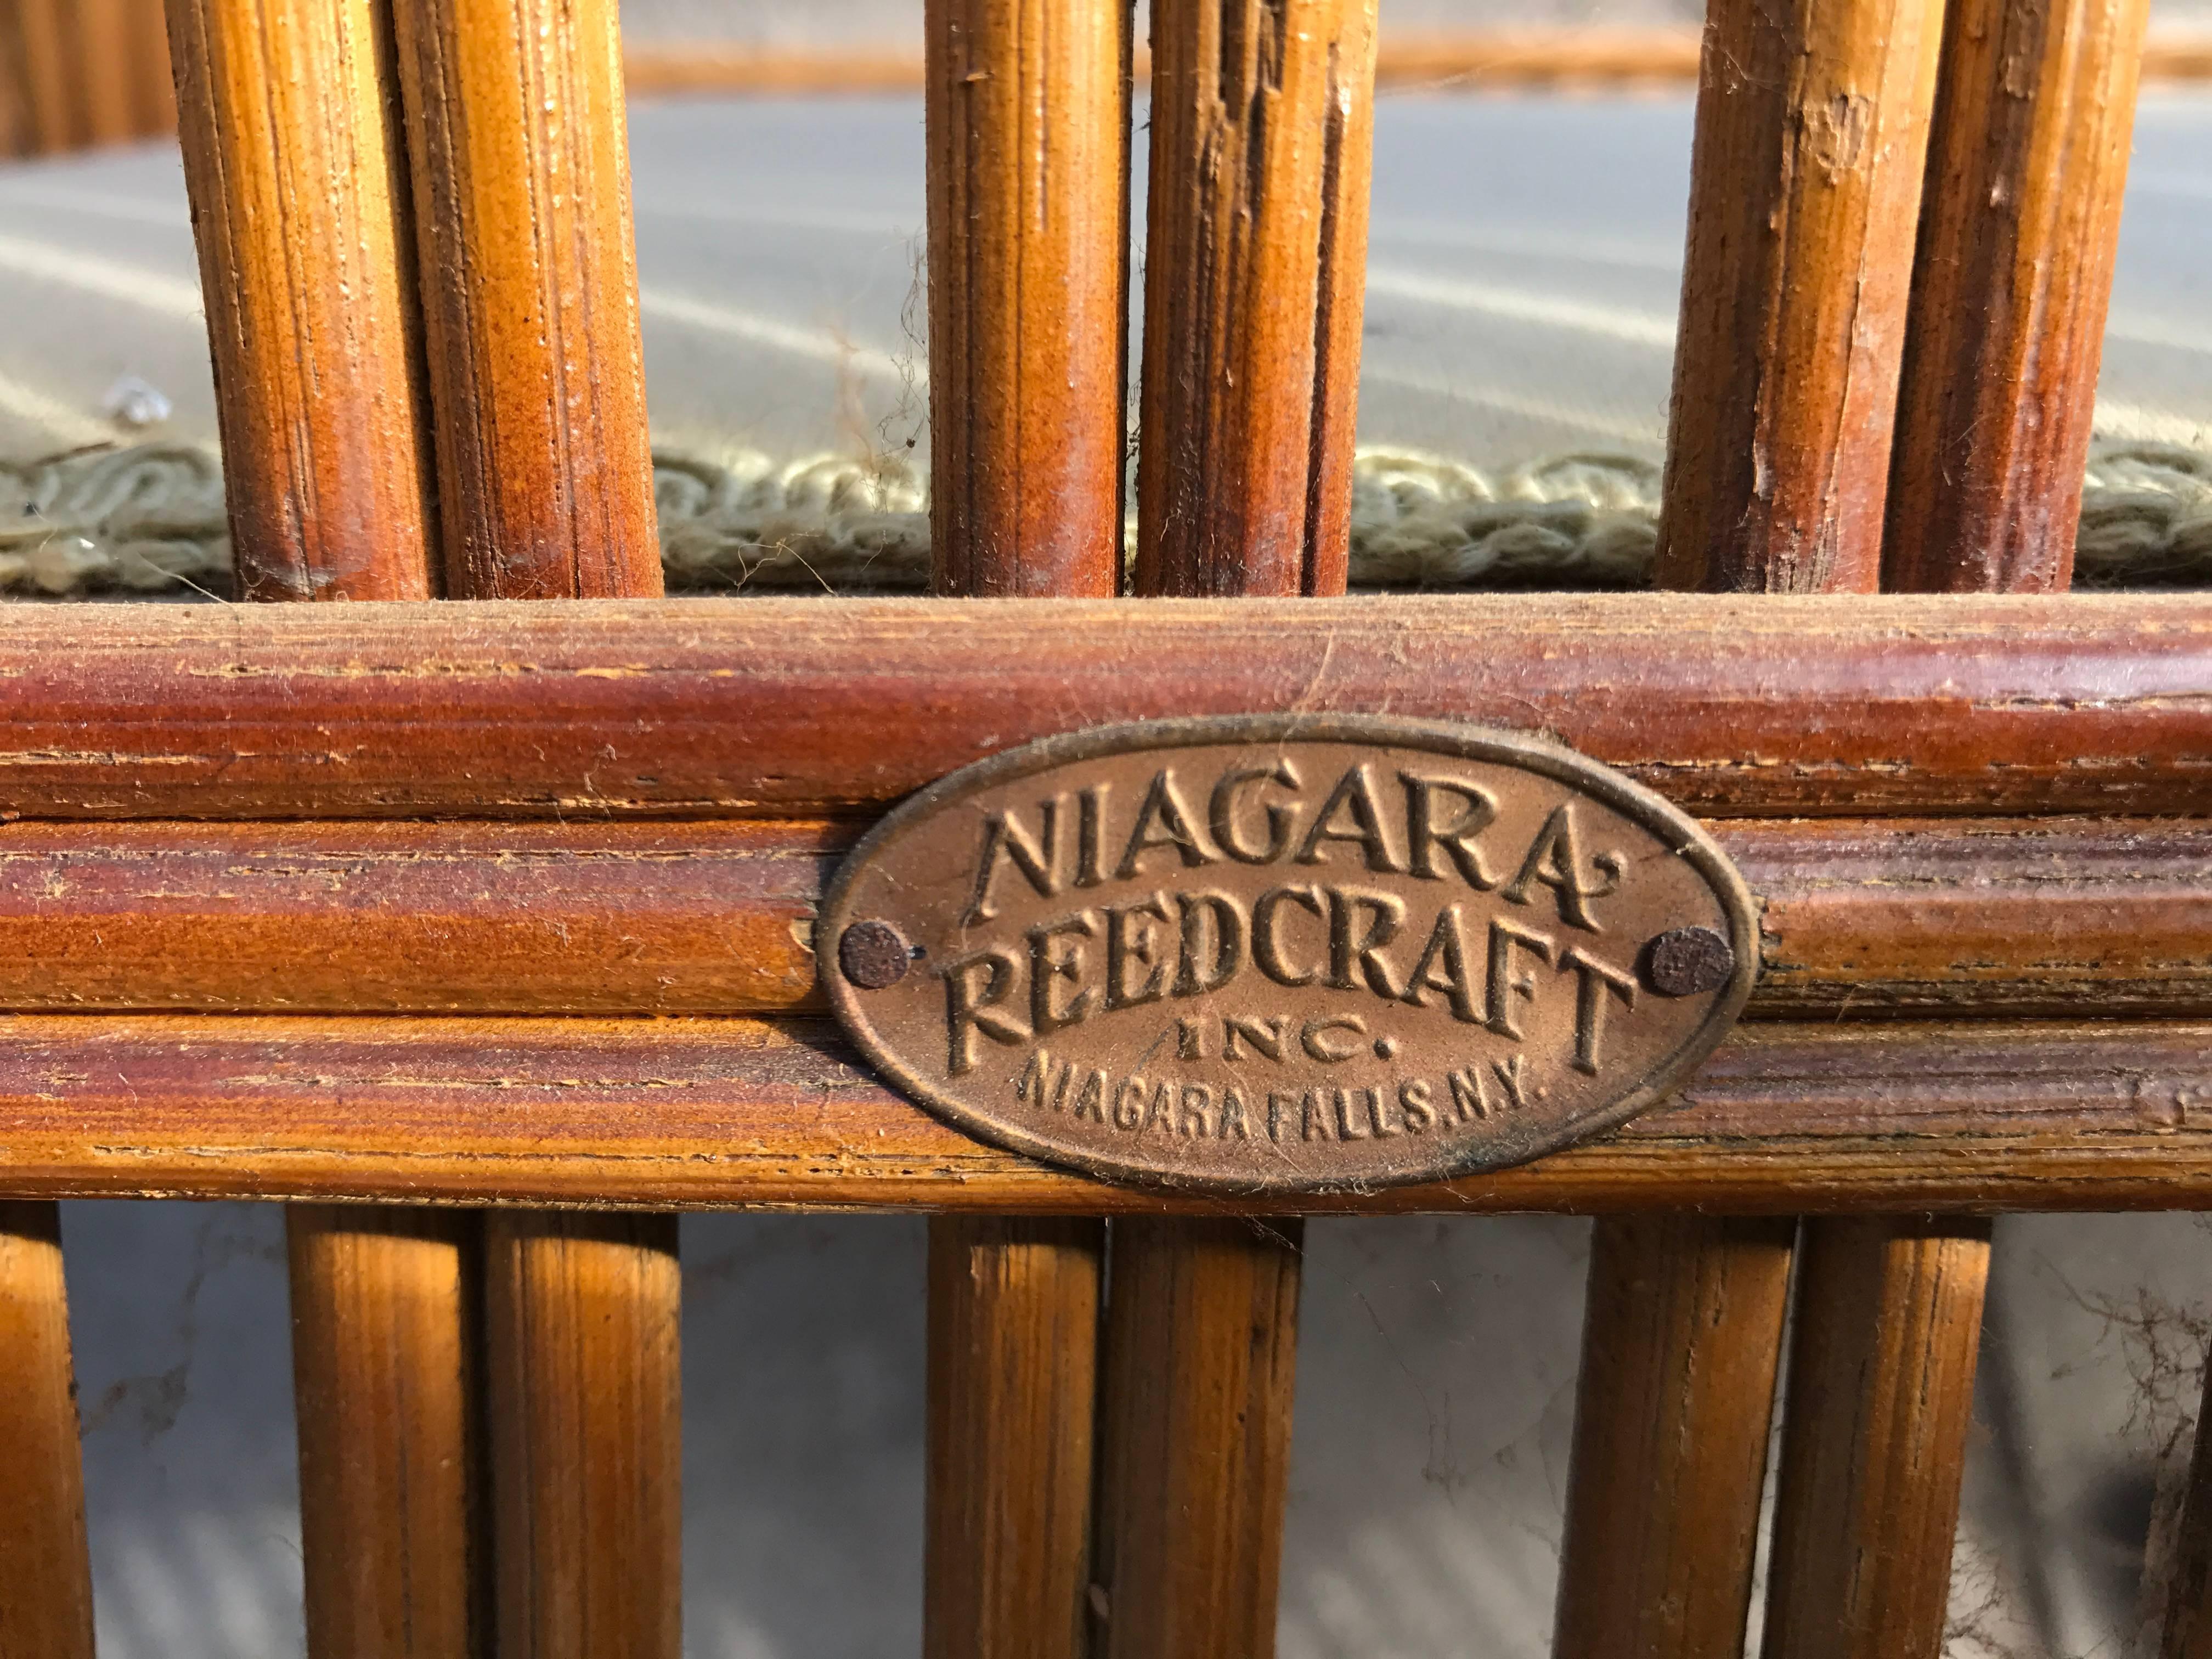 NIAGARA
REEDCRAFT
INC.
NIAGARA FALLS, N.Y.